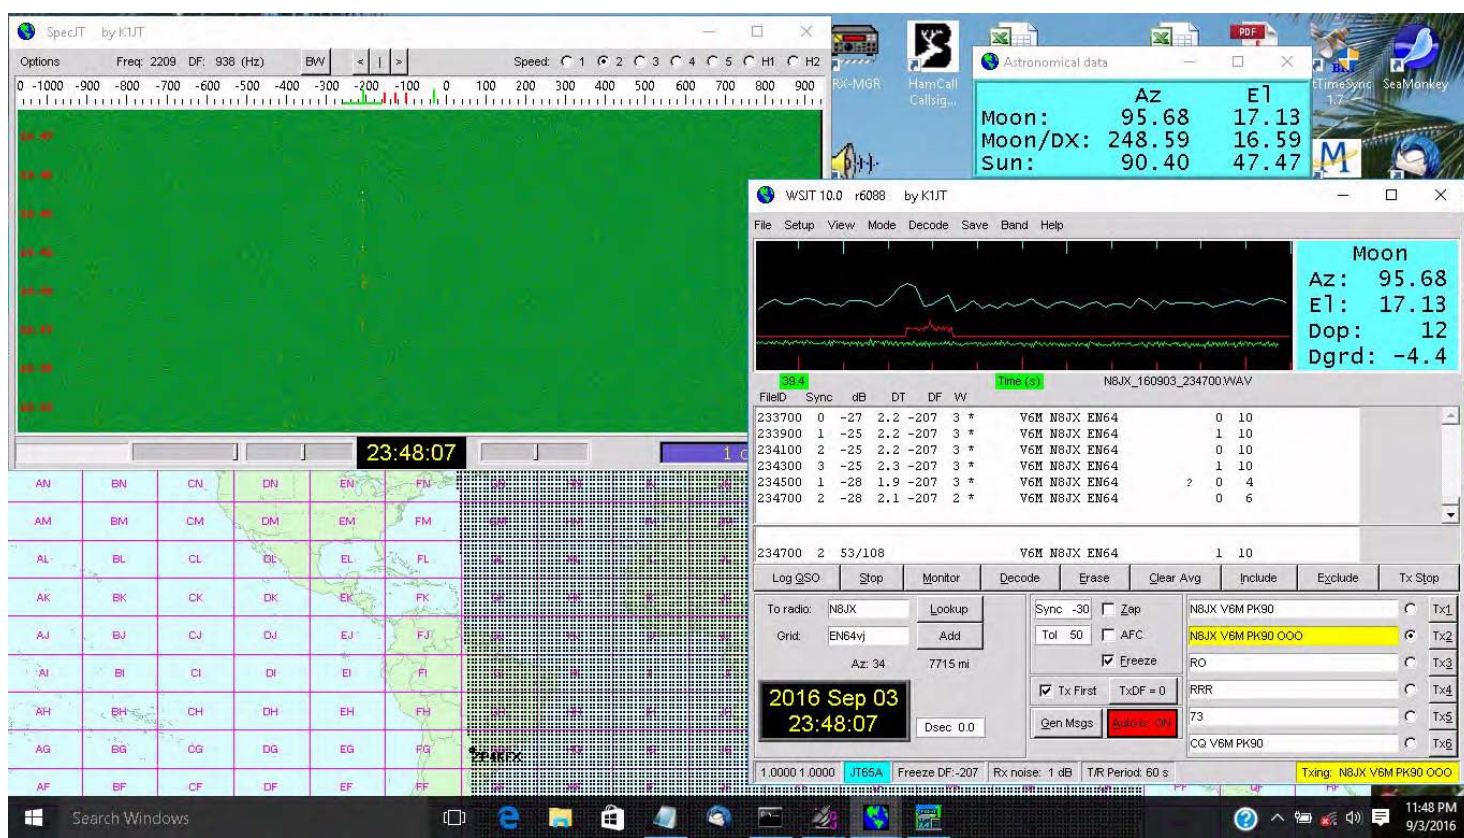 SpecJT by K1JT
Options Freq: 2209 DF: 938 (Hz) BW < | > Speed: 1 2 3 4 5 H1 H2
0 -1000 -900 -800 -700 -600 -500 -400 -300 -200 -100 0 100 200 300 400 500 600 700 800 900
23:48:07
RX-MGR
HamCall
Callsig...
PDF
SeaMonkey
1.7
Astronomical data
Az El
Moon: 95.68 17.13
Moon/DX: 248.59 16.59
Sun: 90.40 47.47
WSJT 10.0 r6088 by K1JT
File Setup View Mode Decode Save Band Help
Moon
Az: 95.68
El: 17.13
Dop: 12
Dgrd: -4.4
39.4 Time (s) N8JX_160903_234700.WAV
FileID Sync dB DT DF W
233700 0 -27 2.2 -207 3 * V6M N8JX EN64 0 10
233900 1 -25 2.2 -207 3 * V6M N8JX EN64 1 10
234100 2 -25 2.2 -207 3 * V6M N8JX EN64 0 10
234300 3 -25 2.3 -207 3 * V6M N8JX EN64 1 10
234500 1 -28 1.9 -207 3 * V6M N8JX EN64 ? 0 4
234700 2 -28 2.1 -207 2 * V6M N8JX EN64 0 6
234700 2 53/108 V6M N8JX EN64 1 10
Log QSO Stop Monitor Decode Erase Clear Avg Include Exclude Tx Stop
To radio: N8JX Lookup Sync -30 Zap N8JX V6M PK90 Tx1
Grid: EN64vj Add Tol 50 AFC N8JX V6M PK90 OOO Tx2
Az: 34 7715 mi Freeze RO Tx3
2016 Sep 03 Tx First TxDF = 0 RRR Tx4
23:48:07 Dsec 0.0 Gen Msgs Auto is ON 73 Tx5
CQ V6M PK90 Tx6
1.0000 1.0000 JT65A Freeze DF:-207 Rx noise: 1 dB T/R Period: 60 s Txing: N8JX V6M PK90 OOO
AN BN CN DN EN FN
AM BM CM DM EM FM
AL BL CL DL EL FL
AK BK CK DK EK FK
AJ BJ CJ DJ EJ FJ
AI BI CI DI EI FI
AH BH CH DH EH FH
AG BG CG DG EG FG ZP4KFX
AF BF CF DF EF FF
Search Windows
11:48 PM
9/3/2016